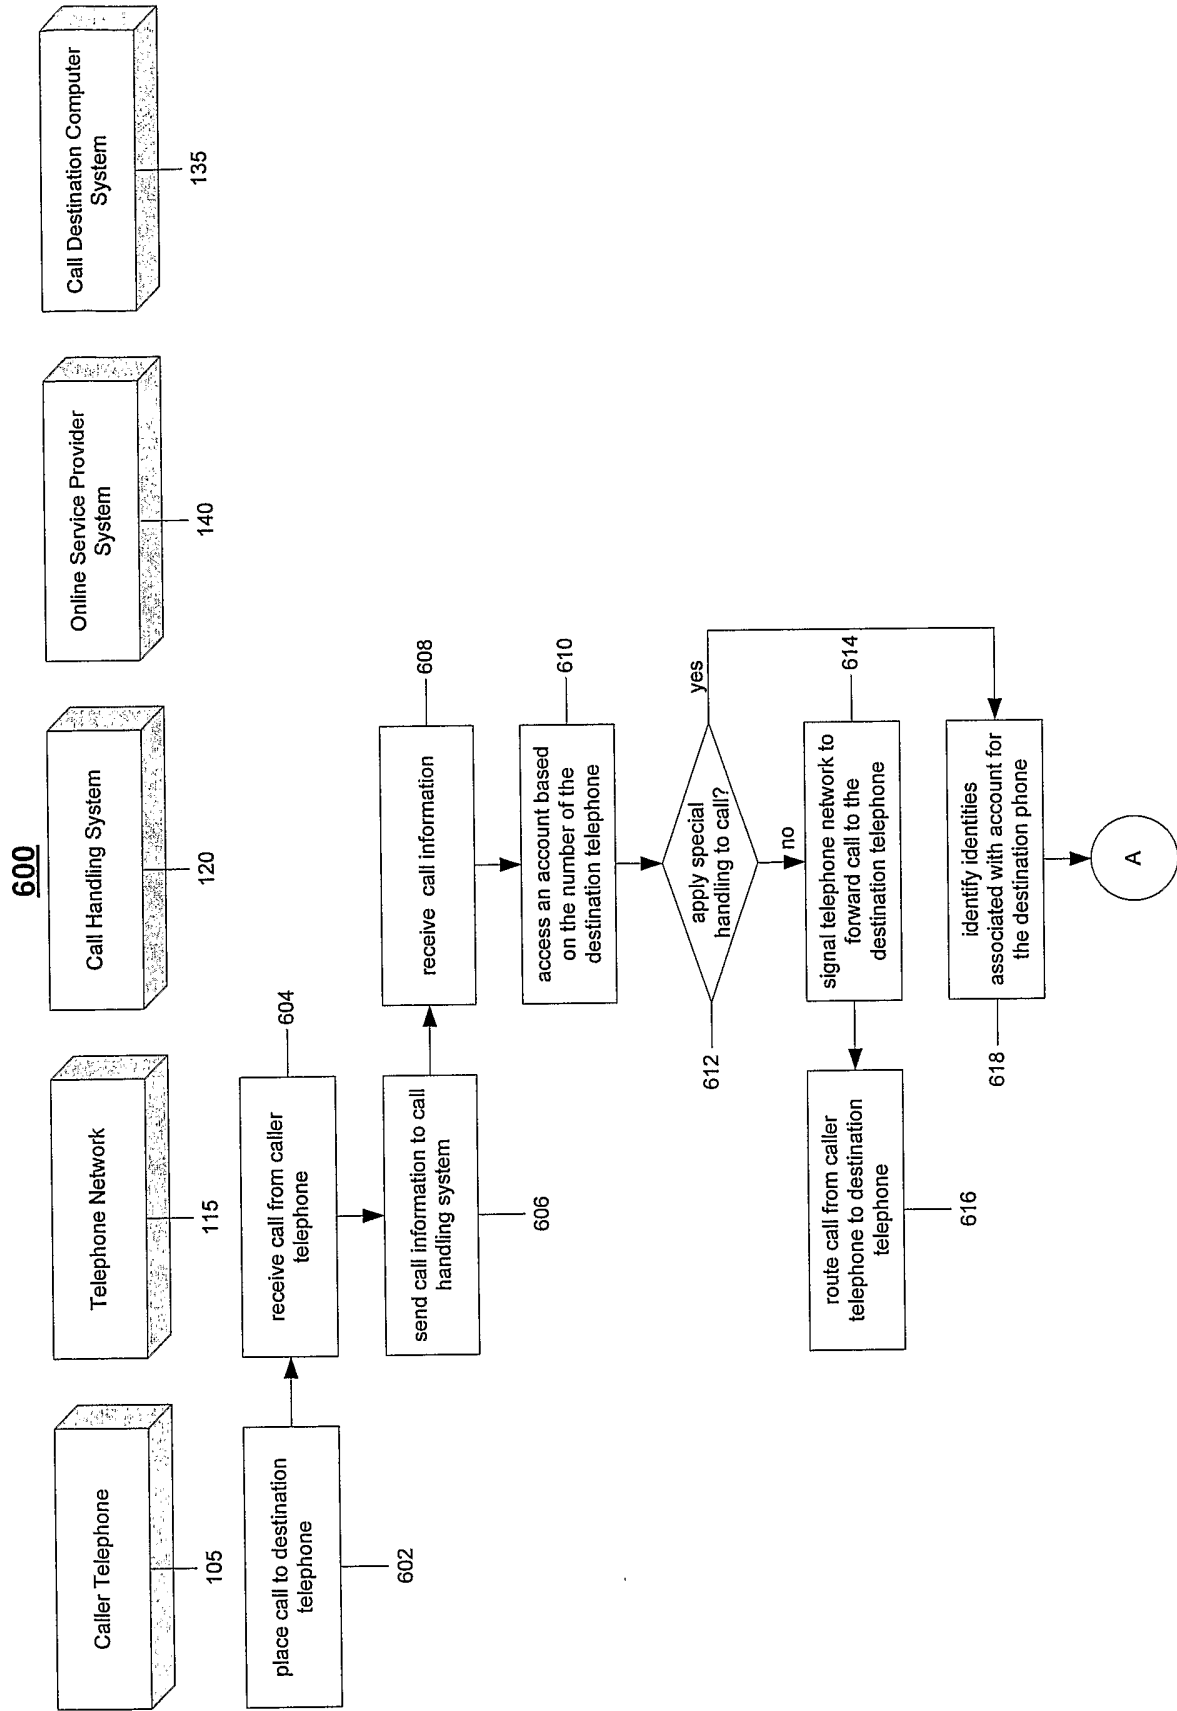 600
Caller Telephone
105
Telephone Network
115
Call Handling System
120
Online Service Provider
System
140
Call Destination Computer
System
135
place call to destination
telephone
602
receive call from caller
telephone
604
send call information to call
handling system
606
receive call information
608
access an account based
on the number of the
destination telephone
610
apply special
handling to call?
612
yes
no
signal telephone network to
forward call to the
destination telephone
614
route call from caller
telephone to destination
telephone
616
identify identities
associated with account for
the destination phone
618
A